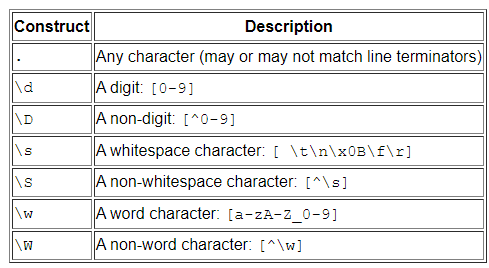 Construct Description
. Any character (may or may not match line terminators)
\d A digit: [0-9]
\D A non-digit: [^0-9]
\s A whitespace character: [ \t\n\x0B\f\r]
\S A non-whitespace character: [^\s]
\w A word character: [a-zA-Z_0-9]
\W A non-word character: [^\w]